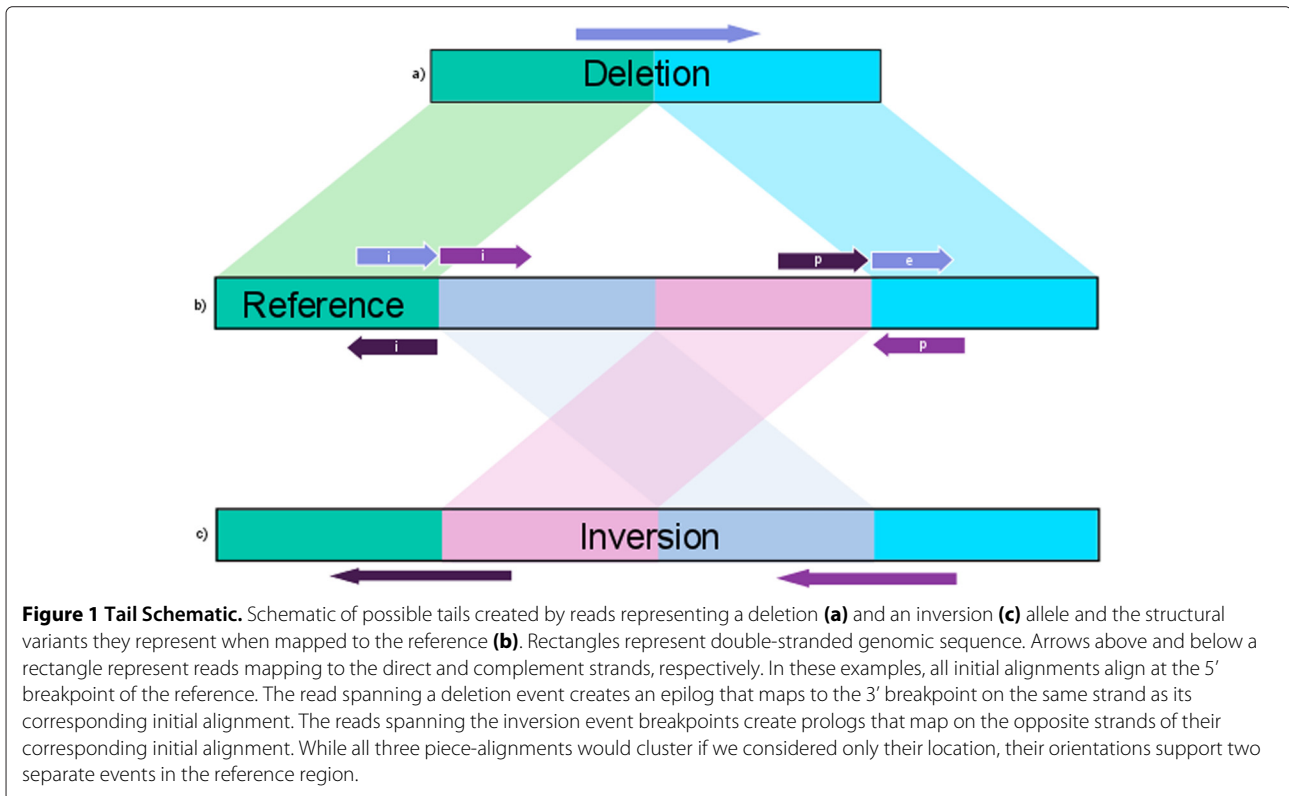 a)
Deletion
i
i
p
e
b)
Reference
i
p
c)
Inversion
Figure 1 Tail Schematic. Schematic of possible tails created by reads representing a deletion (a) and an inversion (c) allele and the structural
variants they represent when mapped to the reference (b). Rectangles represent double-stranded genomic sequence. Arrows above and below a
rectangle represent reads mapping to the direct and complement strands, respectively. In these examples, all initial alignments align at the 5′
breakpoint of the reference. The read spanning a deletion event creates an epilog that maps to the 3′ breakpoint on the same strand as its
corresponding initial alignment. The reads spanning the inversion event breakpoints create prologs that map on the opposite strands of their
corresponding initial alignment. While all three piece-alignments would cluster if we considered only their location, their orientations support two
separate events in the reference region.